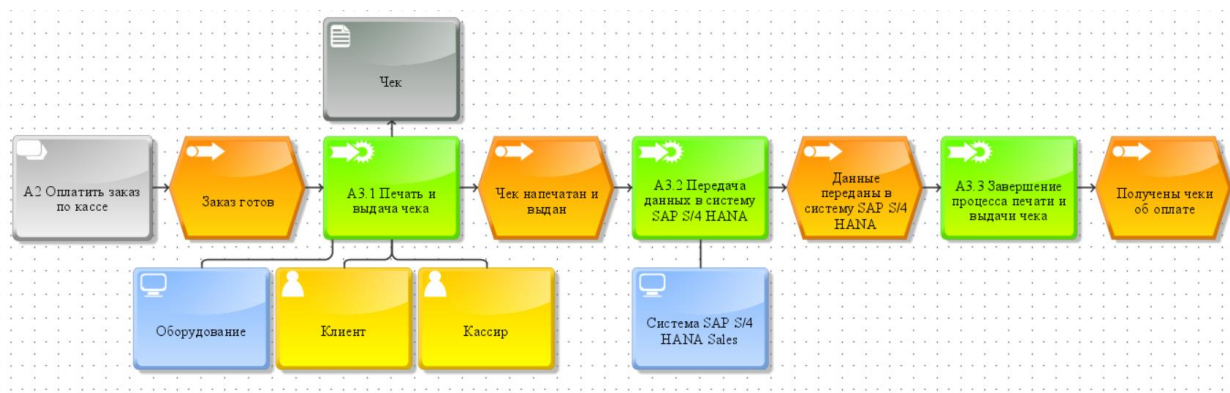 Чек
А2 Оплатить заказ
по кассе
Заказ готов
А3.1 Печать и
выдача чека
Чек напечатан и
выдан
А3.2 Передача
данных в систему
SAP S/4 HANA
Данные
переданы в
систему SAP S/4
HANA
А3.3 Завершение
процесса печати и
выдачи чека
Получены чеки
об оплате
Оборудование
Клиент
Кассир
Система SAP S/4
HANA Sales